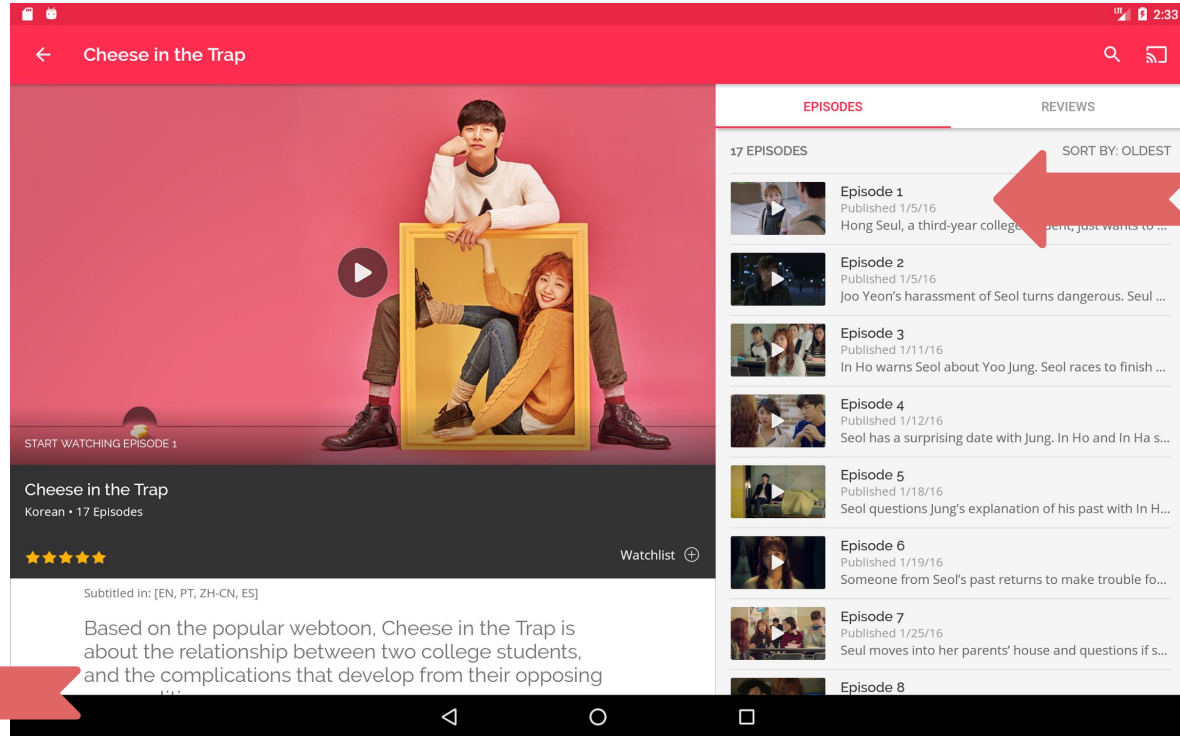 LTE 2:33
Cheese in the Trap
EPISODES REVIEWS
17 EPISODES SORT BY: OLDEST
Episode 1
Published 1/5/16
Hong Seul, a third-year college just wants to ...
Episode 2
Published 1/5/16
Joo Yeon's harassment of Seol turns dangerous. Seul ...
Episode 3
Published 1/11/16
In Ho warns Seol about Yoo Jung. Seol races to finish ...
Episode 4
Published 1/12/16
Seol has a surprising date with Jung. In Ho and In Ha s...
Episode 5
Published 1/18/16
Seol questions Jung's explanation of his past with In H...
Episode 6
Published 1/19/16
Someone from Seol's past returns to make trouble fo...
Episode 7
Published 1/25/16
Seul moves into her parents' house and questions if s...
Episode 8
START WATCHING EPISODE 1
Cheese in the Trap
Korean • 17 Episodes
Watchlist
Subtitled in: [EN, PT, ZH-CN, ES]
Based on the popular webtoon, Cheese in the Trap is
about the relationship between two college students,
and the complications that develop from their opposing